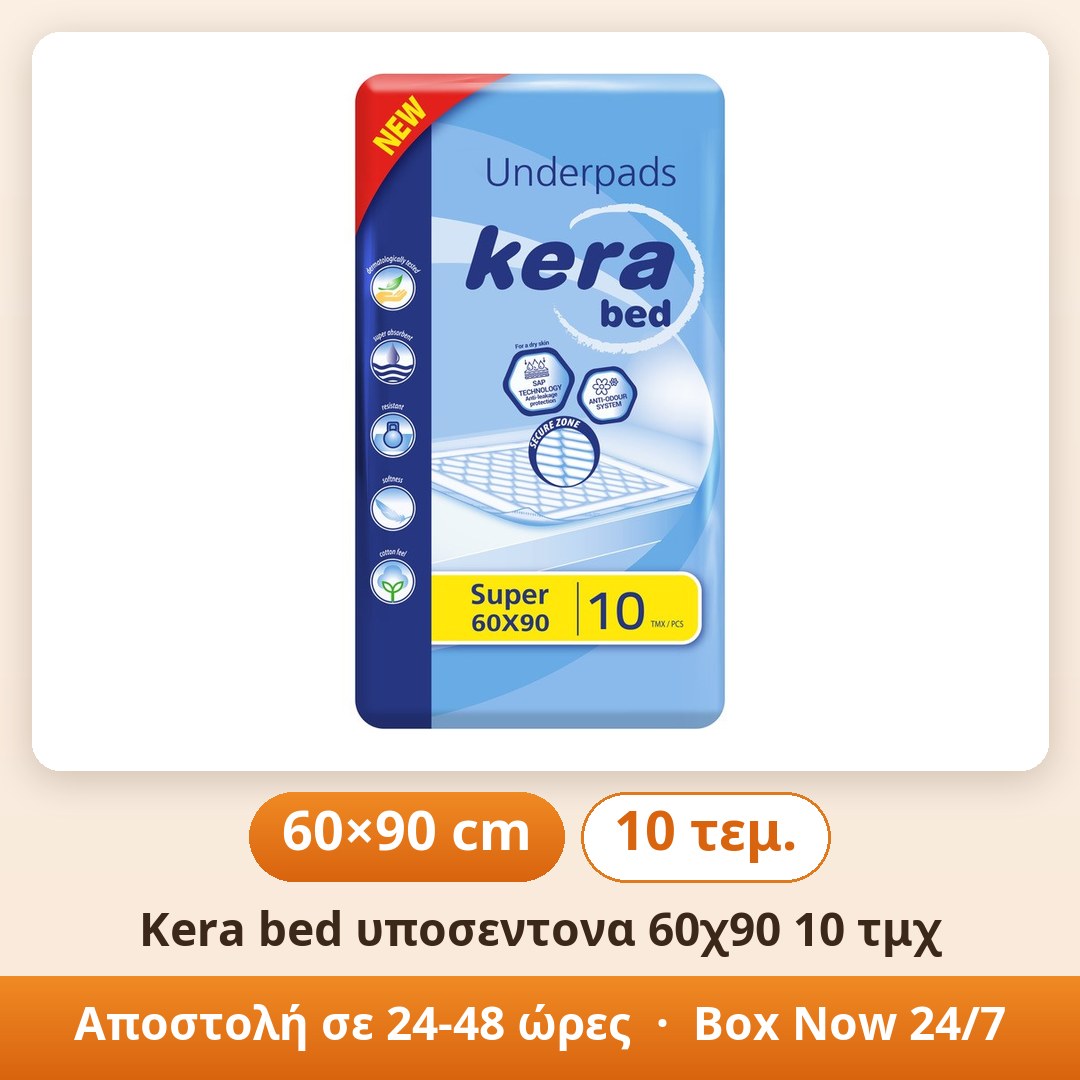 NEW
Underpads
kera
bed
dermatologically tested
super absorbent
resistant
softness
cotton feel
For a dry skin
SAP
TECHNOLOGY
Anti-leakage
protection
ANTI-ODOUR
SYSTEM
SECURE ZONE
Super
60X90
10
TMX / PCS
60×90 cm
10 τεμ.
Kera bed υποσεντονα 60χ90 10 τμχ
Αποστολή σε 24-48 ώρες · Box Now 24/7